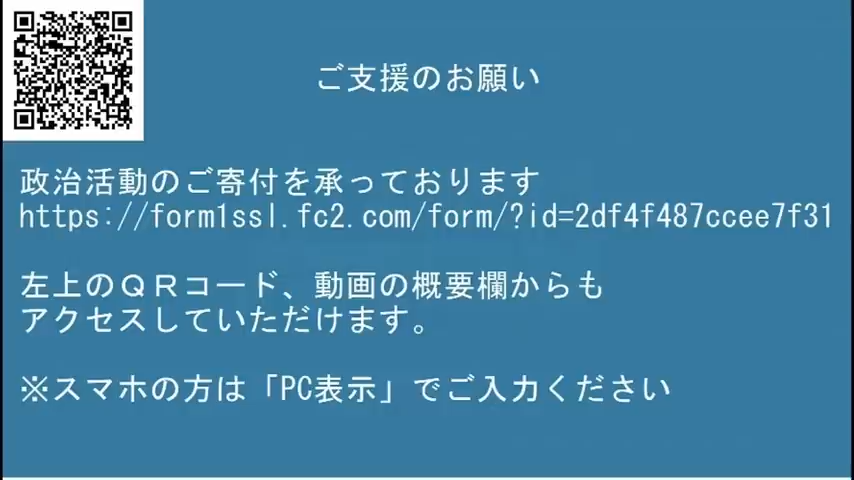 ご支援のお願い
政治活動のご寄付を承っております
https://form1ssl.fc2.com/form/?id=2df4f487ccee7f31
左上のＱＲコード、動画の概要欄からも
アクセスしていただけます。
※スマホの方は「PC表示」でご入力ください